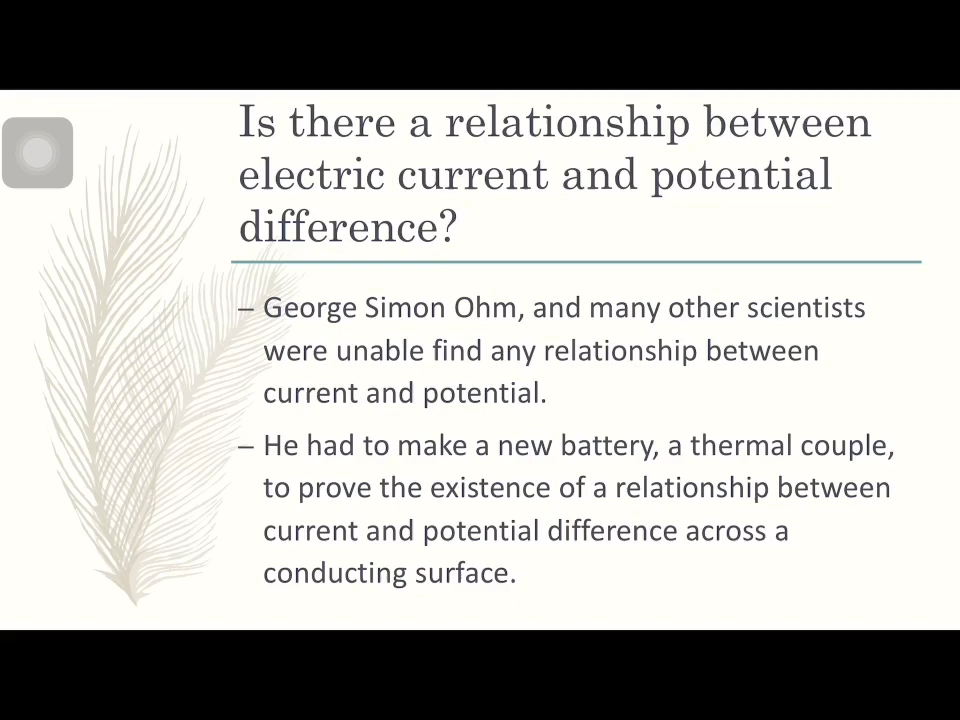 Is there a relationship between
electric current and potential
difference?
– George Simon Ohm, and many other scientists
were unable find any relationship between
current and potential.
– He had to make a new battery, a thermal couple,
to prove the existence of a relationship between
current and potential difference across a
conducting surface.